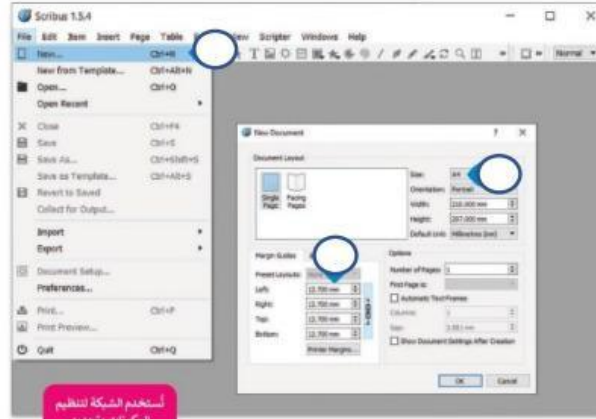 Scribus 1.5.4
File Edit Item Insert Page Table View Scripter Windows Help
New... Ctrl+N
Normal
New from Template... Ctrl+Alt+N
Open... Ctrl+O
Open Recent
Close Ctrl+F4
Save Ctrl+S
Save As... Ctrl+Shift+S
Save as Template... Ctrl+Alt+S
Revert to Saved
Collect for Output...
Import
Export
Document Setup...
Preferences...
Print... Ctrl+P
Print Preview...
Quit Ctrl+Q
New Document
Document Layout
Single Page
Facing Pages
Size: A4
Orientation: Portrait
Width: 210.000 mm
Height: 297.000 mm
Default Unit: Millimetres (mm)
Margin Guides
Preset Layouts:
Left: 12.700 mm
Right: 12.700 mm
Top: 12.700 mm
Bottom: 12.700 mm
Printer Margins...
Options
Number of Pages: 1
First Page is:
Automatic Text Frames
Columns: 1
Gap:
Show Document Settings After Creation
OK Cancel
تُستخدم الشبكة لتنظيم